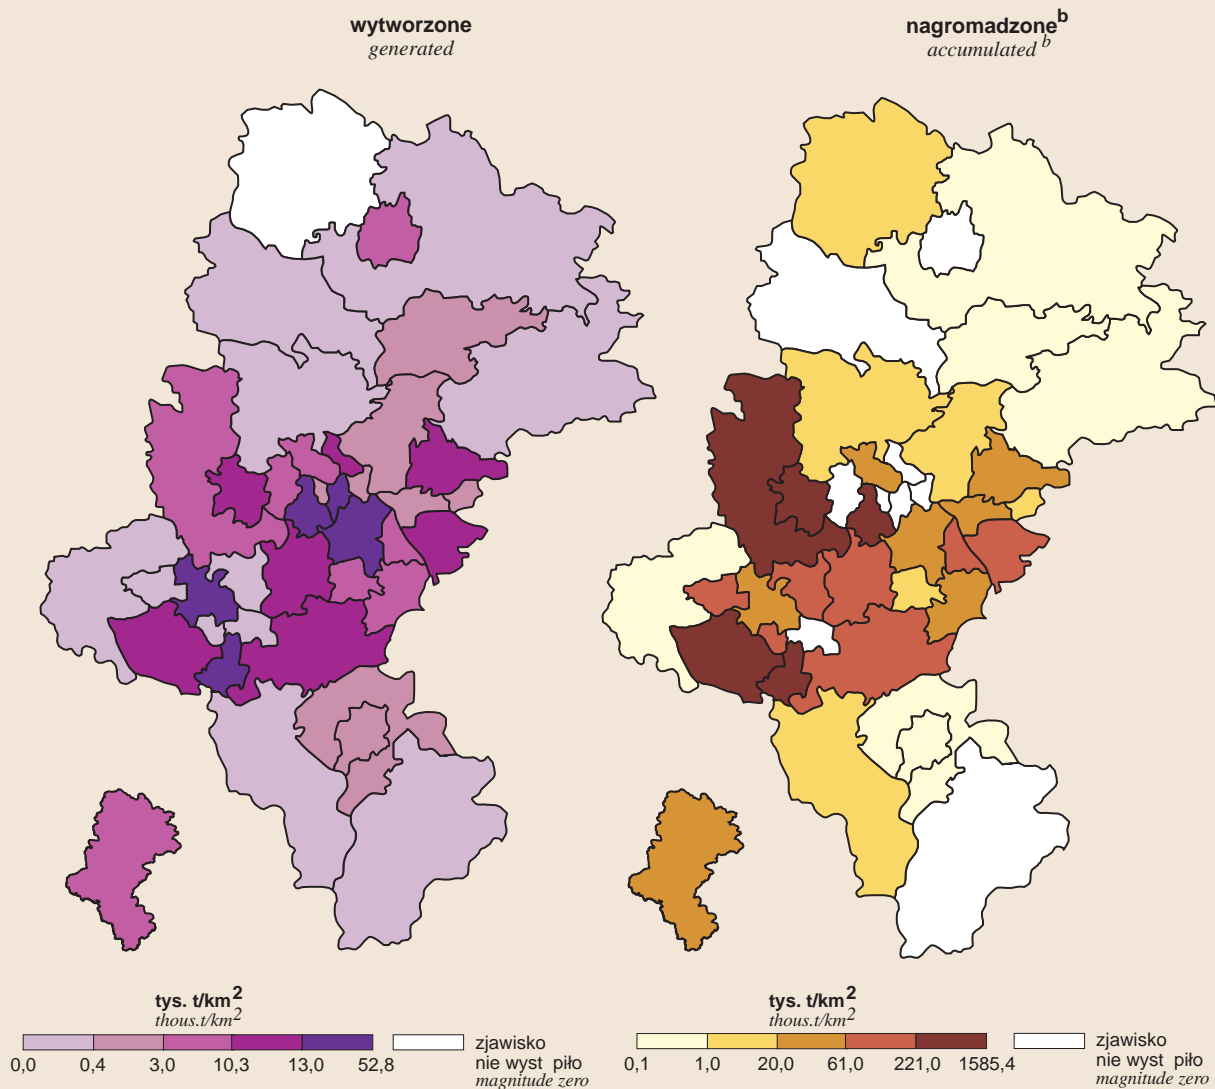 wytworzone
generated
nagromadzone b
accumulated b
tys. t/km2
thous.t/km2
0,0 0,4 3,0 10,3 13,0 52,8
zjawisko
nie wyst piło
magnitude zero
tys. t/km2
thous.t/km2
0,1 1,0 20,0 61,0 221,0 1585,4
zjawisko
nie wyst piło
magnitude zero